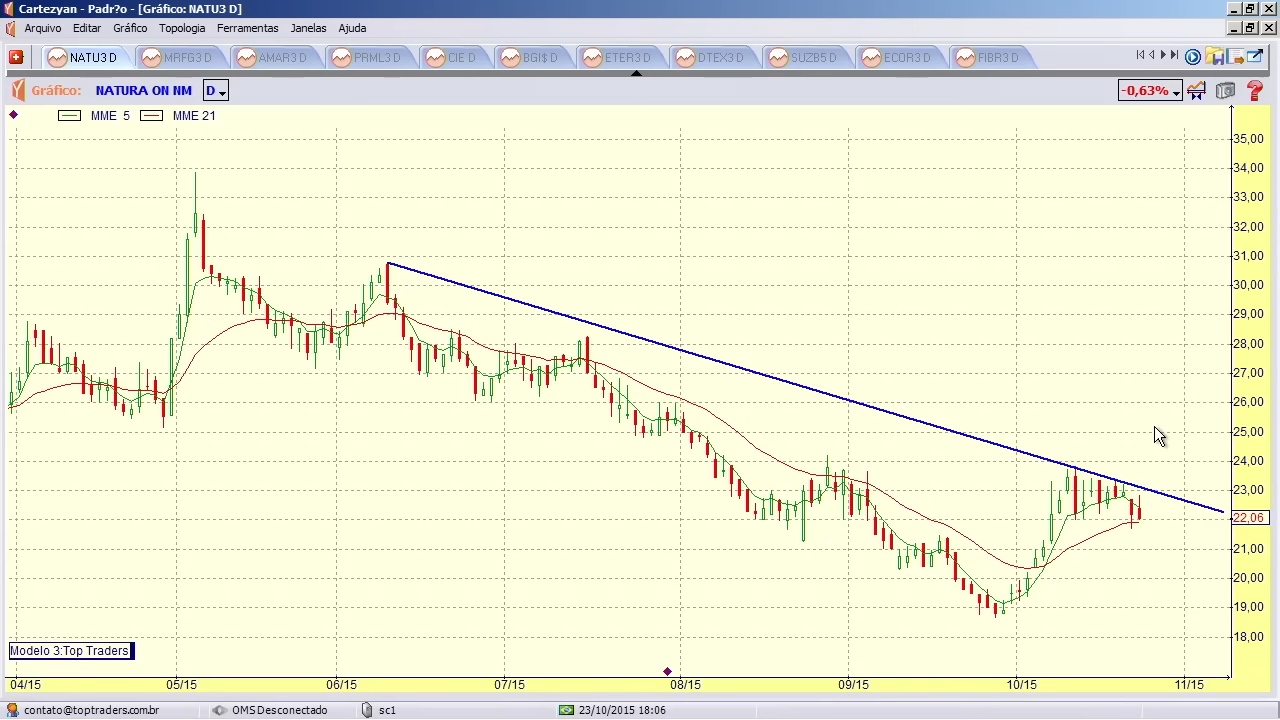 Cartezyan - Padr?o - [Gráfico: NATU3 D]
Arquivo Editar Gráfico Topologia Ferramentas Janelas Ajuda
NATU3 D MRFG3 D AMAR3 D PRML3 D CIE D ETER3 D DTEX3 D SUZB5 D ECOR3 D FIBR3 D
Gráfico: NATURA ON NM D -0,63%
MME 5 MME 21
35,00
34,00
33,00
32,00
31,00
30,00
29,00
28,00
27,00
26,00
25,00
24,00
23,00
22,06
21,00
20,00
19,00
18,00
Modelo 3:Top Traders
04/15 05/15 06/15 07/15 08/15 09/15 10/15 11/15
contato@toptraders.com.br OMS Desconectado sc1 23/10/2015 18:06